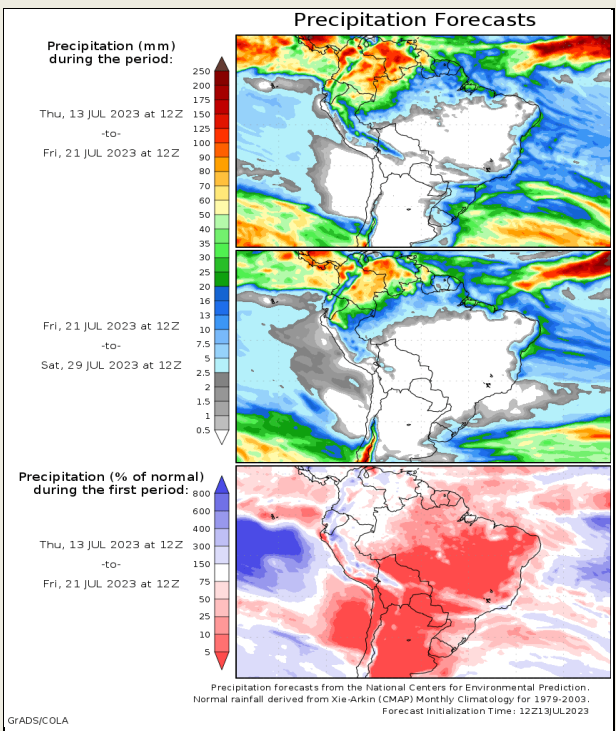 Precipitation Forecasts
Precipitation (mm)
during the period:
Thu, 13 JUL 2023 at 12Z
-to-
Fri, 21 JUL 2023 at 12Z
250
200
175
150
125
100
90
80
70
60
50
40
35
30
25
20
16
13
10
7.5
5
2.5
2
1.5
1
0.5
Fri, 21 JUL 2023 at 12Z
-to-
Sat, 29 JUL 2023 at 12Z
Precipitation (% of normal)
during the first period:
800
600
400
300
150
75
50
25
10
5
Thu, 13 JUL 2023 at 12Z
-to-
Fri, 21 JUL 2023 at 12Z
Precipitation forecasts from the National Centers for Environmental Prediction.
Normal rainfall derived from Xie-Arkin (CMAP) Monthly Climatology for 1979-2003.
Forecast Initialization Time: 12Z13JUL2023
GrADS/COLA